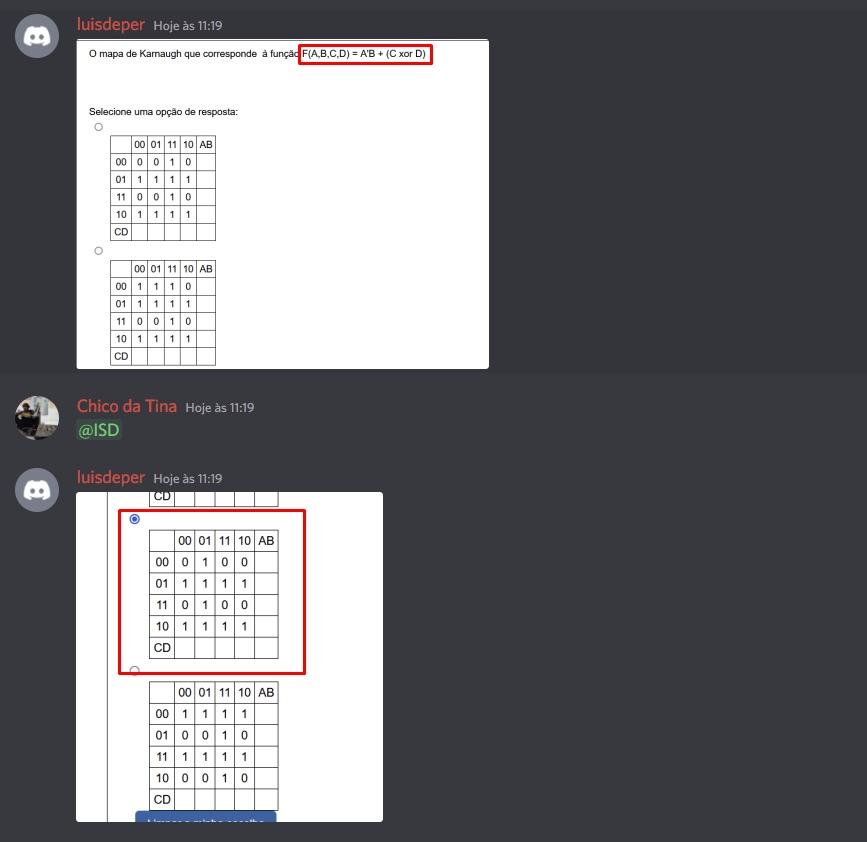 luisdeper Hoje às 11:19
O mapa de Karnaugh que corresponde à função F(A,B,C,D) = A'B + (C xor D)
Selecione uma opção de resposta:
00 01 11 10 AB
00 0 0 1 0
01 1 1 1 1
11 0 0 1 0
10 1 1 1 1
CD
00 01 11 10 AB
00 1 1 1 0
01 1 1 1 1
11 0 0 1 0
10 1 1 1 1
CD
Chico da Tina Hoje às 11:19
@ISD
luisdeper Hoje às 11:19
CD
00 01 11 10 AB
00 0 1 0 0
01 1 1 1 1
11 0 1 0 0
10 1 1 1 1
CD
00 01 11 10 AB
00 1 1 1 1
01 0 0 1 0
11 1 1 1 1
10 0 0 1 0
CD